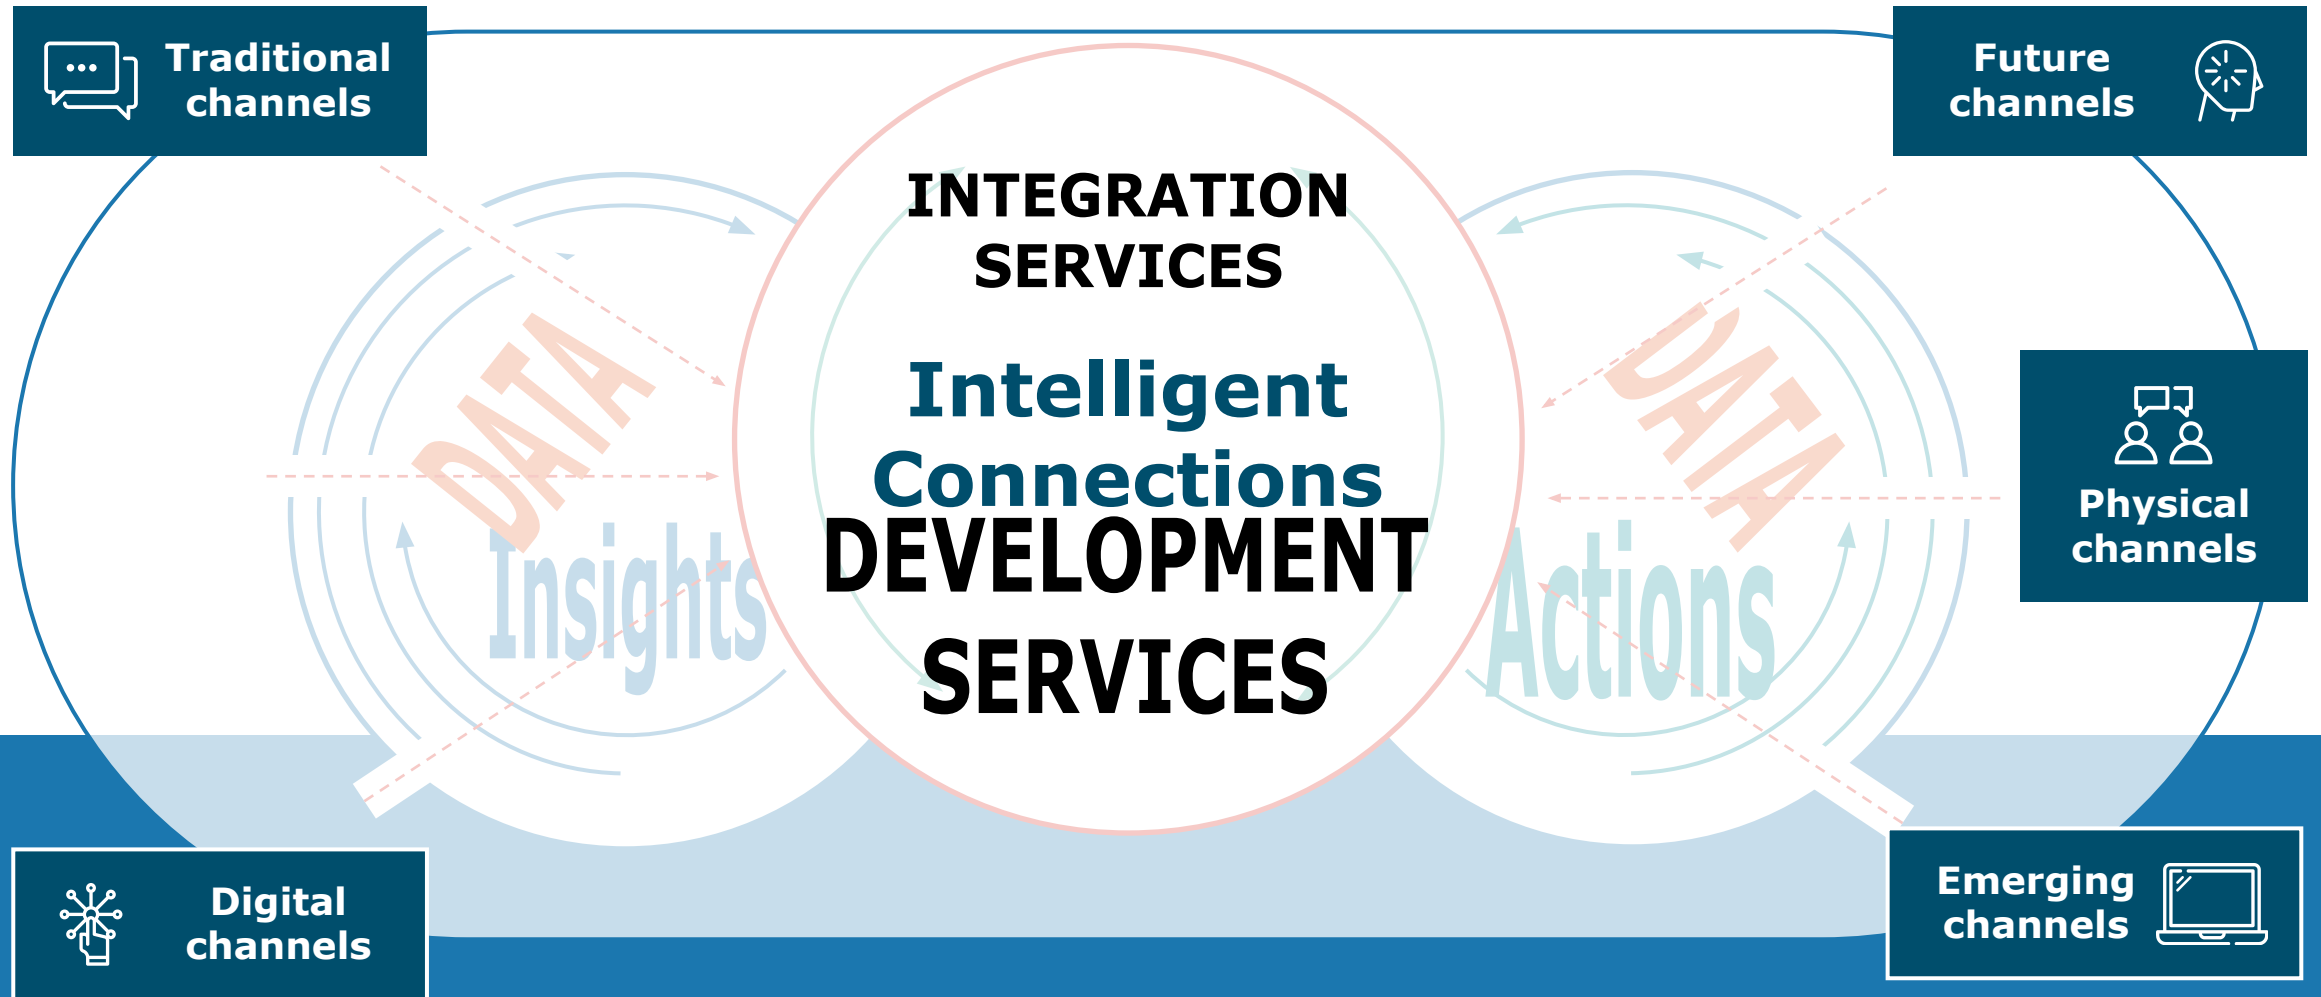 Traditional
channels
Future
channels
INTEGRATION
SERVICES
DATA
DATA
Intelligent
Connections
Physical
channels
Insights
DEVELOPMENT
SERVICES
Actions
Digital
channels
Emerging
channels